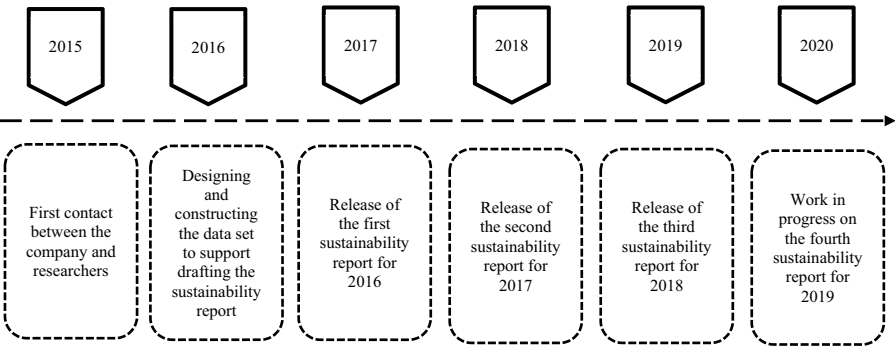 2015
2016
2017
2018
2019
2020
First contact
between the
company and
researchers
Designing
and
constructing
the data set
to support
drafting the
sustainability
report
Release of
the first
sustainability
report for
2016
Release of
the second
sustainability
report for
2017
Release of
the third
sustainability
report for
2018
Work in
progress on
the fourth
sustainability
report for
2019